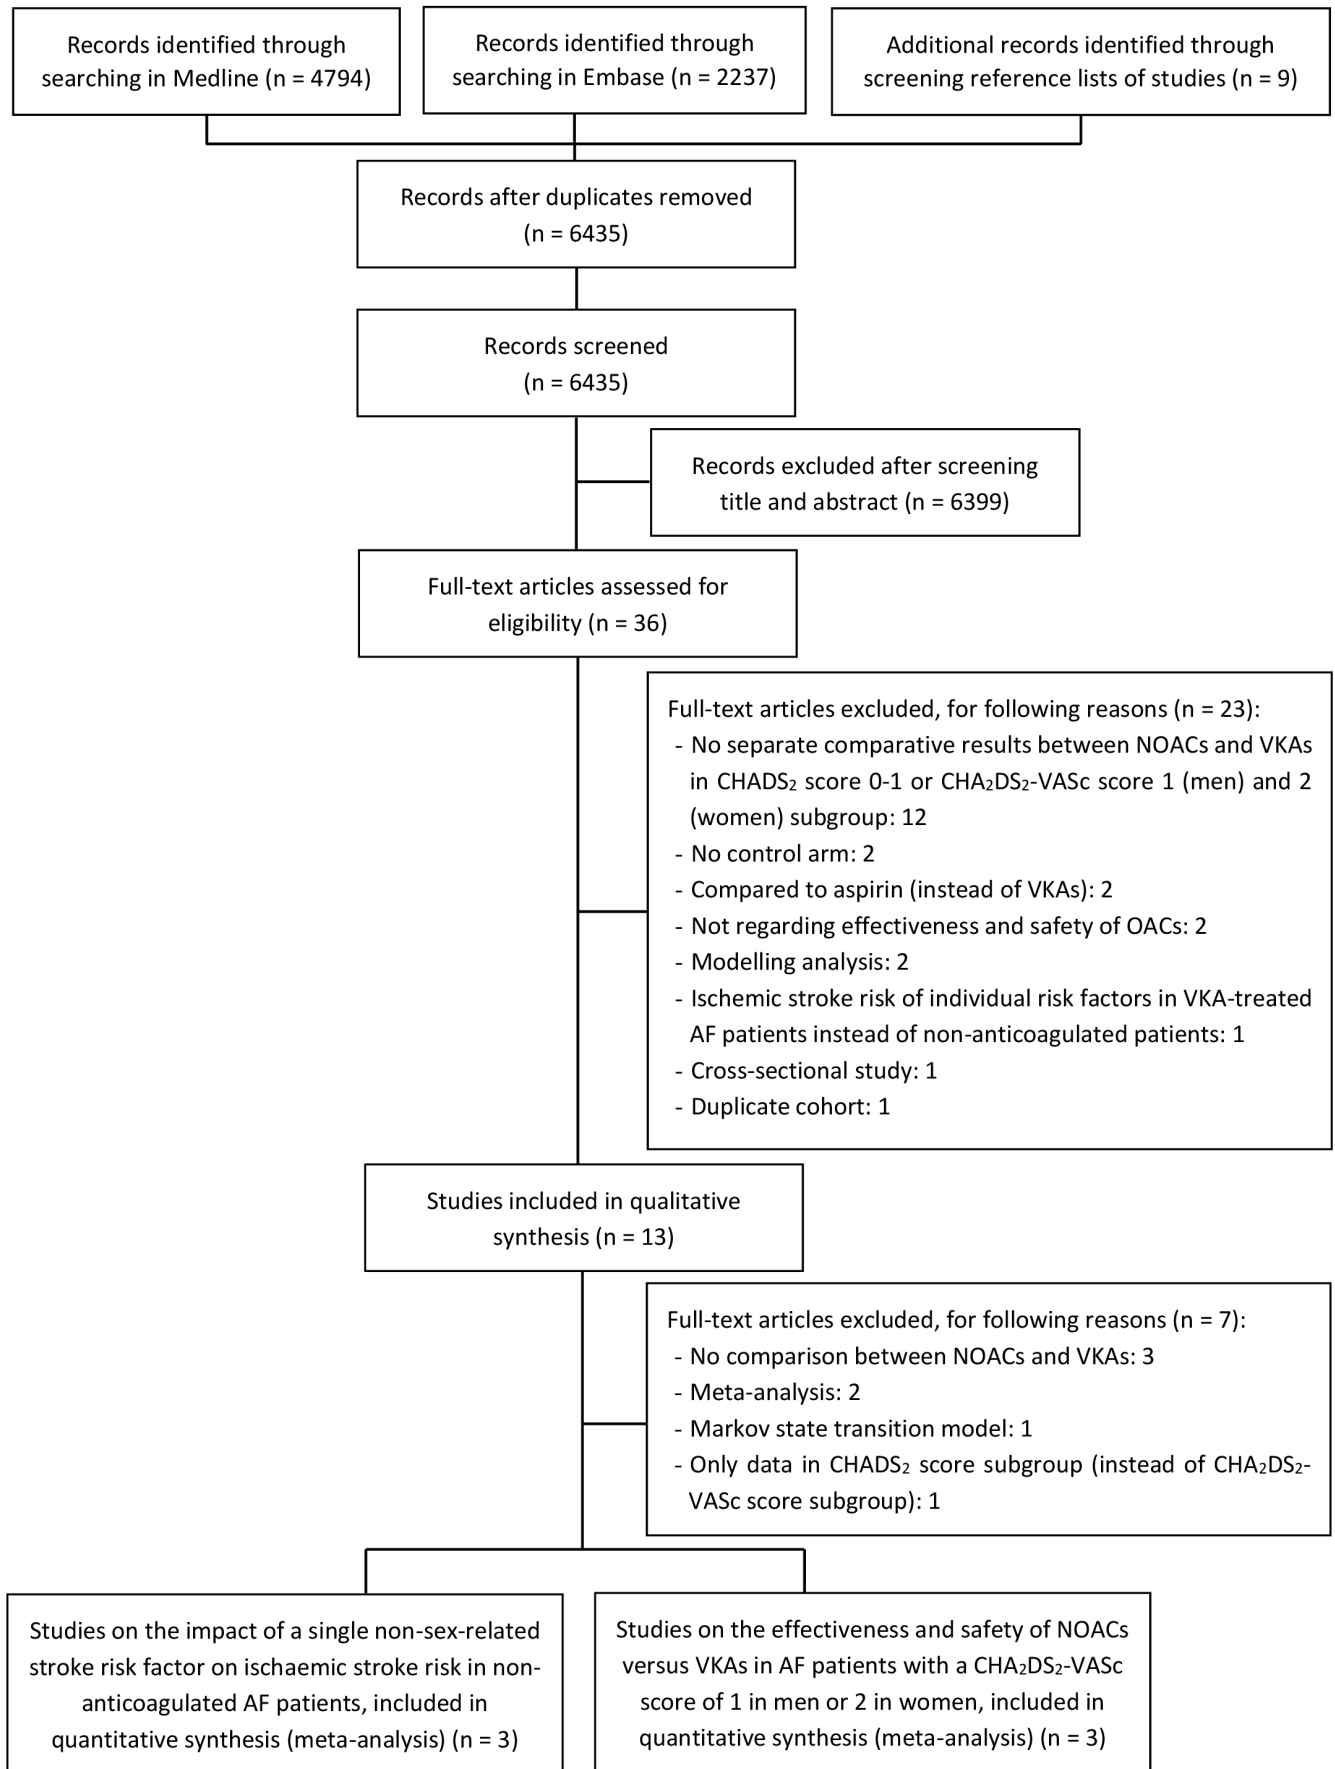 Records identified through
searching in Medline (n = 4794)
Records identified through
searching in Embase (n = 2237)
Additional records identified through
screening reference lists of studies (n = 9)
Records after duplicates removed
(n = 6435)
Records screened
(n = 6435)
Records excluded after screening
title and abstract (n = 6399)
Full-text articles assessed for
eligibility (n = 36)
Full-text articles excluded, for following reasons (n = 23):
- No separate comparative results between NOACs and VKAs
in CHADS₂ score 0-1 or CHA₂DS₂-VASc score 1 (men) and 2
(women) subgroup: 12
- No control arm: 2
- Compared to aspirin (instead of VKAs): 2
- Not regarding effectiveness and safety of OACs: 2
- Modelling analysis: 2
- Ischemic stroke risk of individual risk factors in VKA-treated
AF patients instead of non-anticoagulated patients: 1
- Cross-sectional study: 1
- Duplicate cohort: 1
Studies included in qualitative
synthesis (n = 13)
Full-text articles excluded, for following reasons (n = 7):
- No comparison between NOACs and VKAs: 3
- Meta-analysis: 2
- Markov state transition model: 1
- Only data in CHADS₂ score subgroup (instead of CHA₂DS₂-
VASc score subgroup): 1
Studies on the impact of a single non-sex-related
stroke risk factor on ischaemic stroke risk in non-
anticoagulated AF patients, included in
quantitative synthesis (meta-analysis) (n = 3)
Studies on the effectiveness and safety of NOACs
versus VKAs in AF patients with a CHA₂DS₂-VASc
score of 1 in men or 2 in women, included in
quantitative synthesis (meta-analysis) (n = 3)